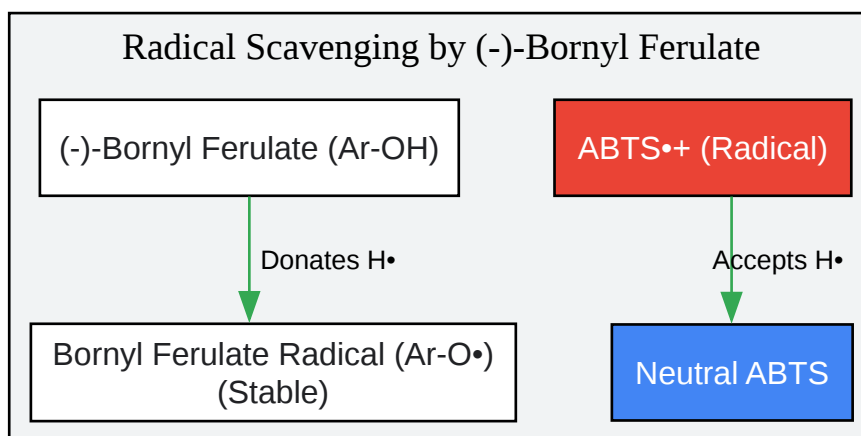 Radical Scavenging by (-)-Bornyl Ferulate
(-)-Bornyl Ferulate (Ar-OH)
ABTS•+ (Radical)
Donates H•
Accepts H•
Bornyl Ferulate Radical (Ar-O•)
(Stable)
Neutral ABTS